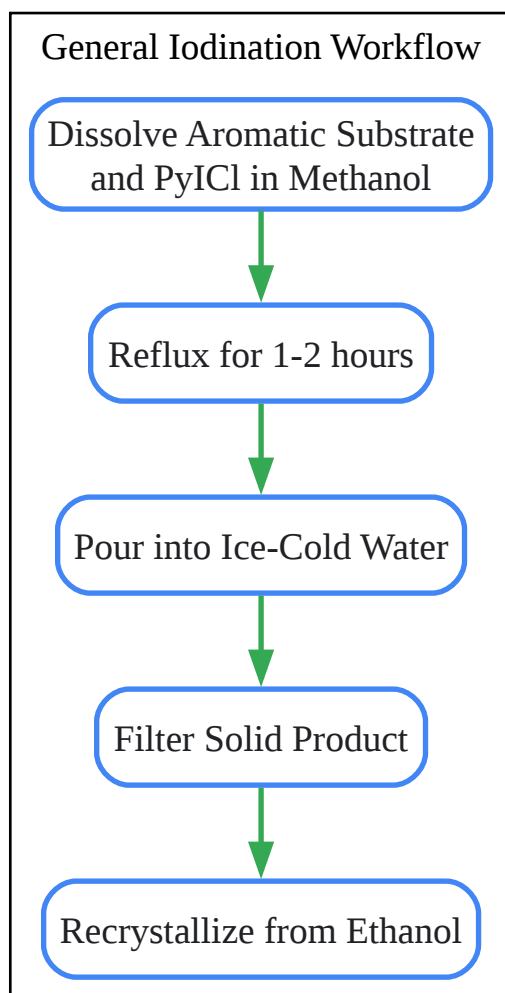 General Iodination Workflow
Dissolve Aromatic Substrate
and PyICl in Methanol
Reflux for 1-2 hours
Pour into Ice-Cold Water
Filter Solid Product
Recrystallize from Ethanol